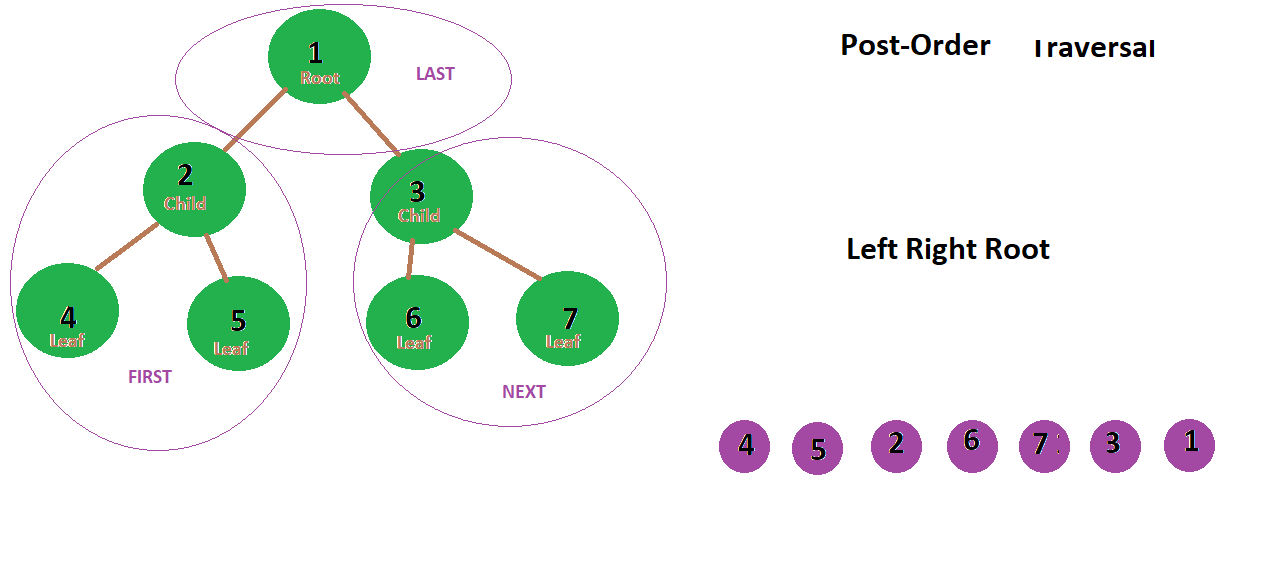 1
Root
LAST
2
Child
3
Child
4
Leaf
5
Leaf
FIRST
6
Leaf
7
Leaf
NEXT
Post-Order Traversal
Left Right Root
4 5 2 6 7 3 1